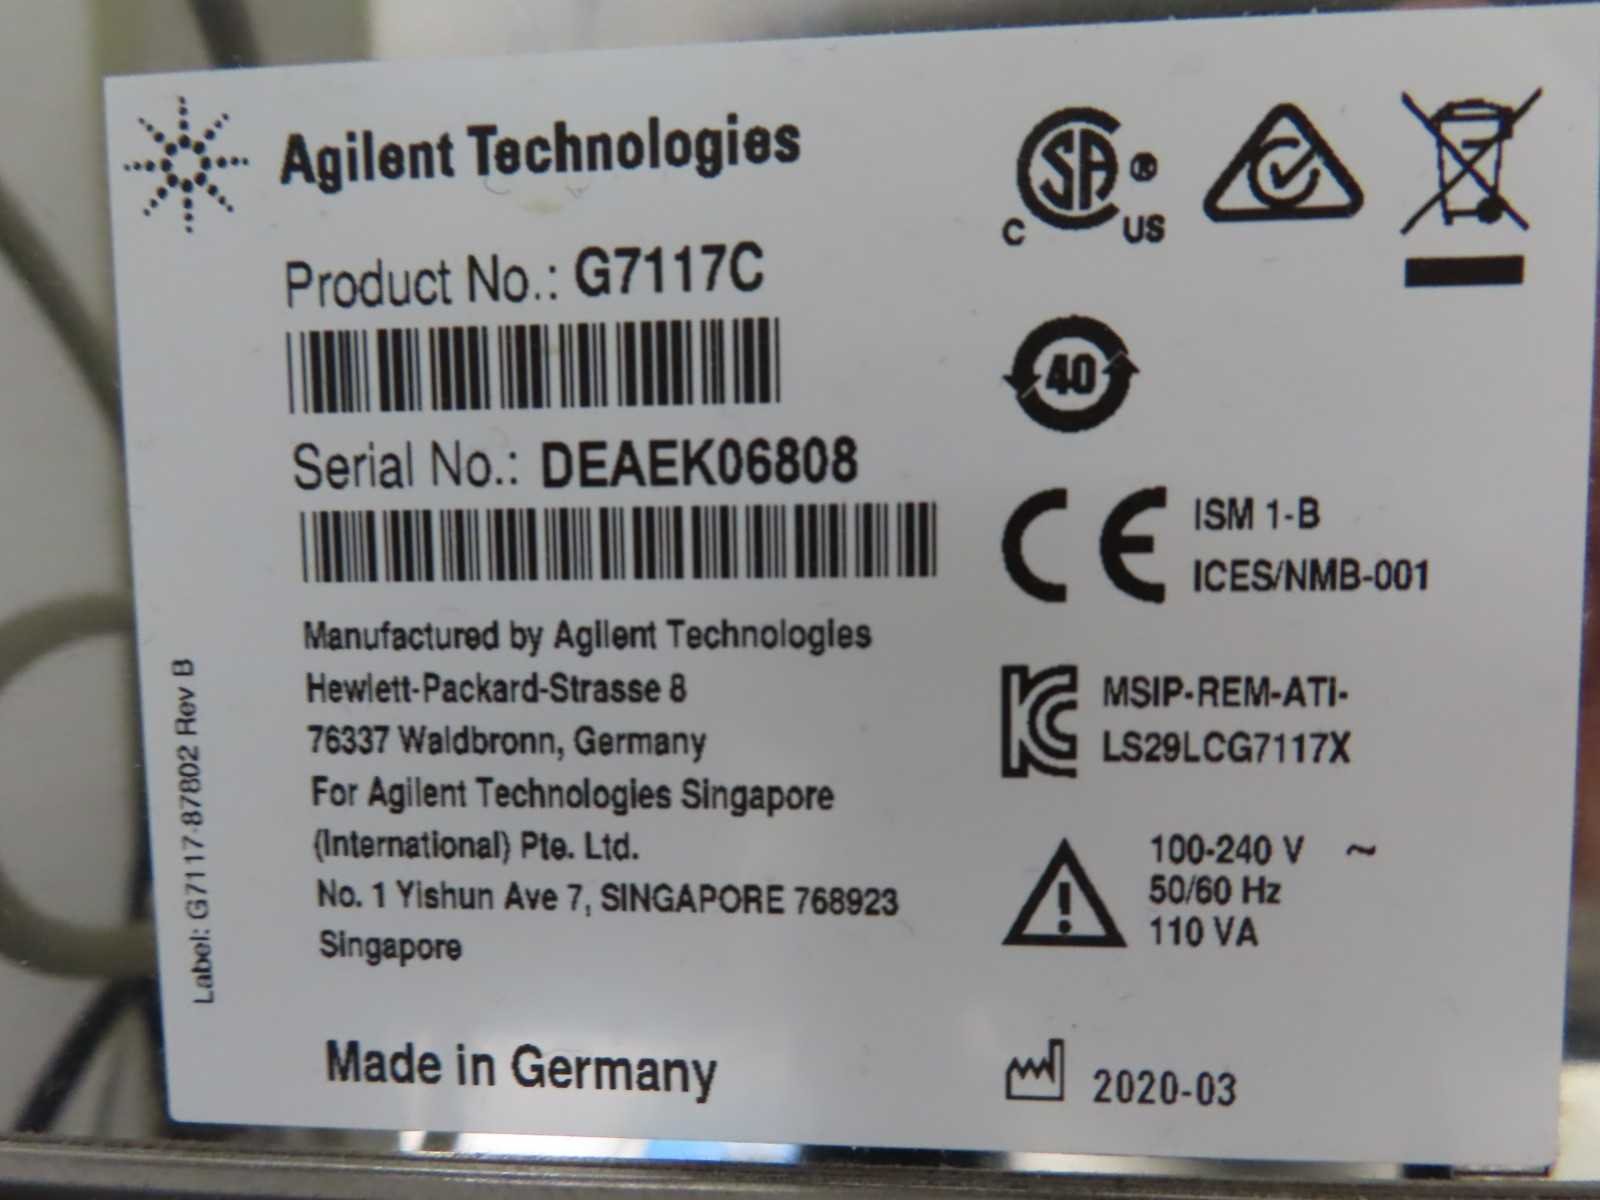 Agilent Technologies
Product No.: G7117C
Serial No.: DEAEK06808
Manufactured by Agilent Technologies
Hewlett-Packard-Strasse 8
76337 Waldbronn, Germany
For Agilent Technologies Singapore
(International) Pte. Ltd.
No. 1 Yishun Ave 7, SINGAPORE 768923
Singapore
Made in Germany
Label: G7117-87802 Rev B
C SA ® US
40
CE ISM 1-B
ICES/NMB-001
KC MSIP-REM-ATi-
LS29LCG7117X
100-240 V ~
50/60 Hz
110 VA
2020-03